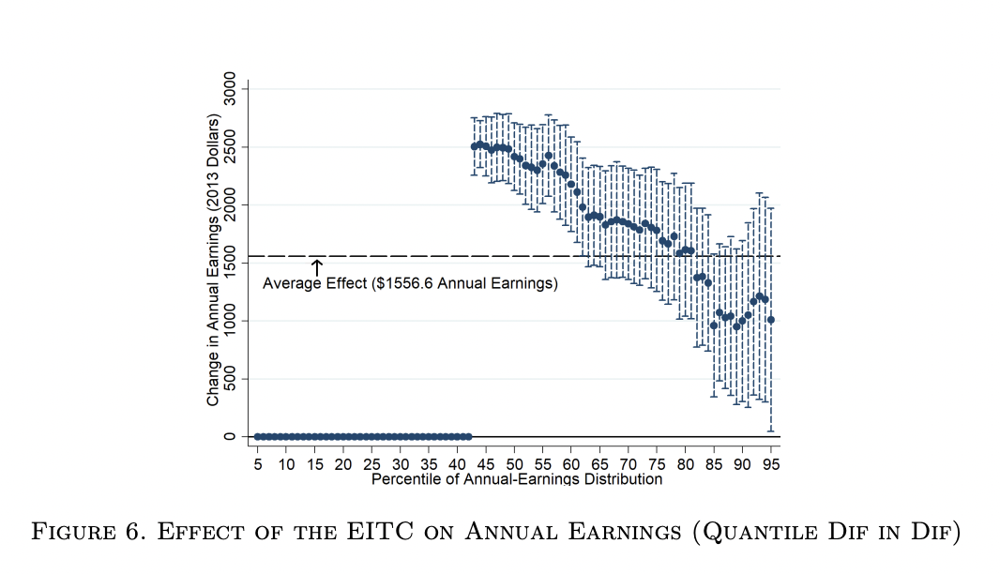 3000
2500
2000
1500
1000
500
0
Change in Annual Earnings (2013 Dollars)
Average Effect ($1556.6 Annual Earnings)
5 10 15 20 25 30 35 40 45 50 55 60 65 70 75 80 85 90 95
Percentile of Annual-Earnings Distribution
FIGURE 6. EFFECT OF THE EITC ON ANNUAL EARNINGS (QUANTILE DIF IN DIF)